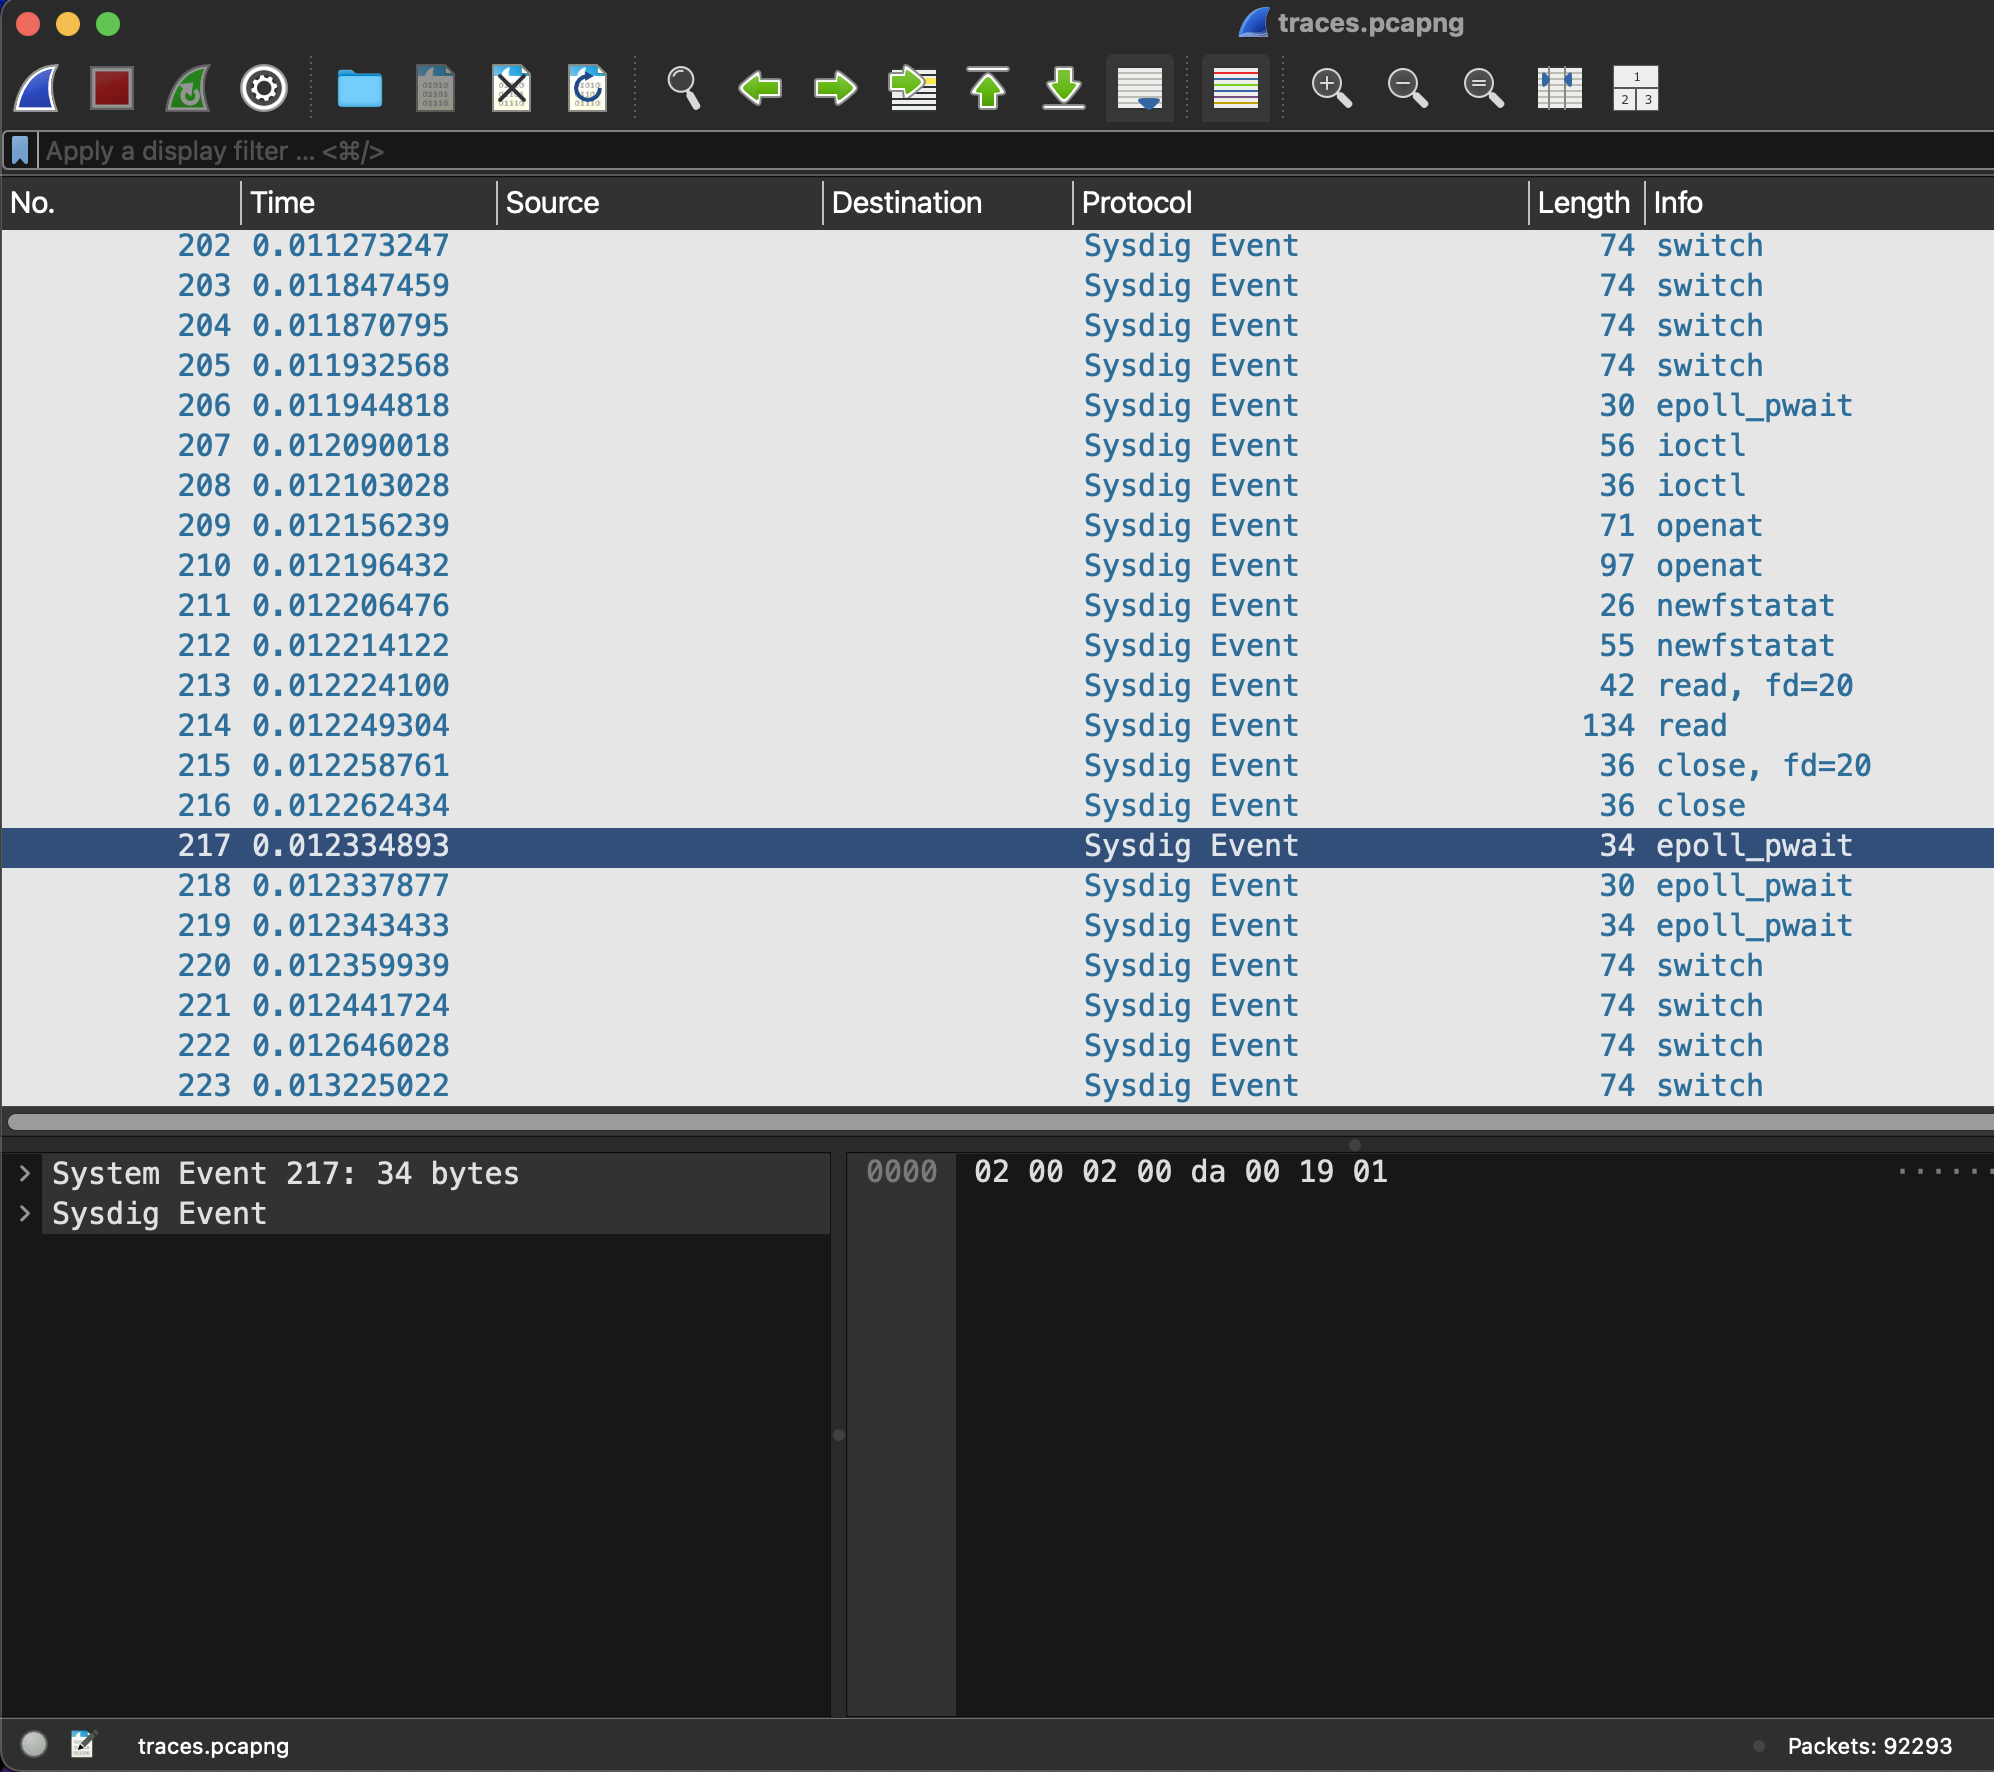 traces.pcapng
Apply a display filter ... <⌘/>
No. Time Source Destination Protocol Length Info
202 0.011273247 Sysdig Event 74 switch
203 0.011847459 Sysdig Event 74 switch
204 0.011870795 Sysdig Event 74 switch
205 0.011932568 Sysdig Event 74 switch
206 0.011944818 Sysdig Event 30 epoll_pwait
207 0.012090018 Sysdig Event 56 ioctl
208 0.012103028 Sysdig Event 36 ioctl
209 0.012156239 Sysdig Event 71 openat
210 0.012196432 Sysdig Event 97 openat
211 0.012206476 Sysdig Event 26 newfstatat
212 0.012214122 Sysdig Event 55 newfstatat
213 0.012224100 Sysdig Event 42 read, fd=20
214 0.012249304 Sysdig Event 134 read
215 0.012258761 Sysdig Event 36 close, fd=20
216 0.012262434 Sysdig Event 36 close
217 0.012334893 Sysdig Event 34 epoll_pwait
218 0.012337877 Sysdig Event 30 epoll_pwait
219 0.012343433 Sysdig Event 34 epoll_pwait
220 0.012359939 Sysdig Event 74 switch
221 0.012441724 Sysdig Event 74 switch
222 0.012646028 Sysdig Event 74 switch
223 0.013225022 Sysdig Event 74 switch
System Event 217: 34 bytes
Sysdig Event
0000 02 00 02 00 da 00 19 01 ······
traces.pcapng
Packets: 92293